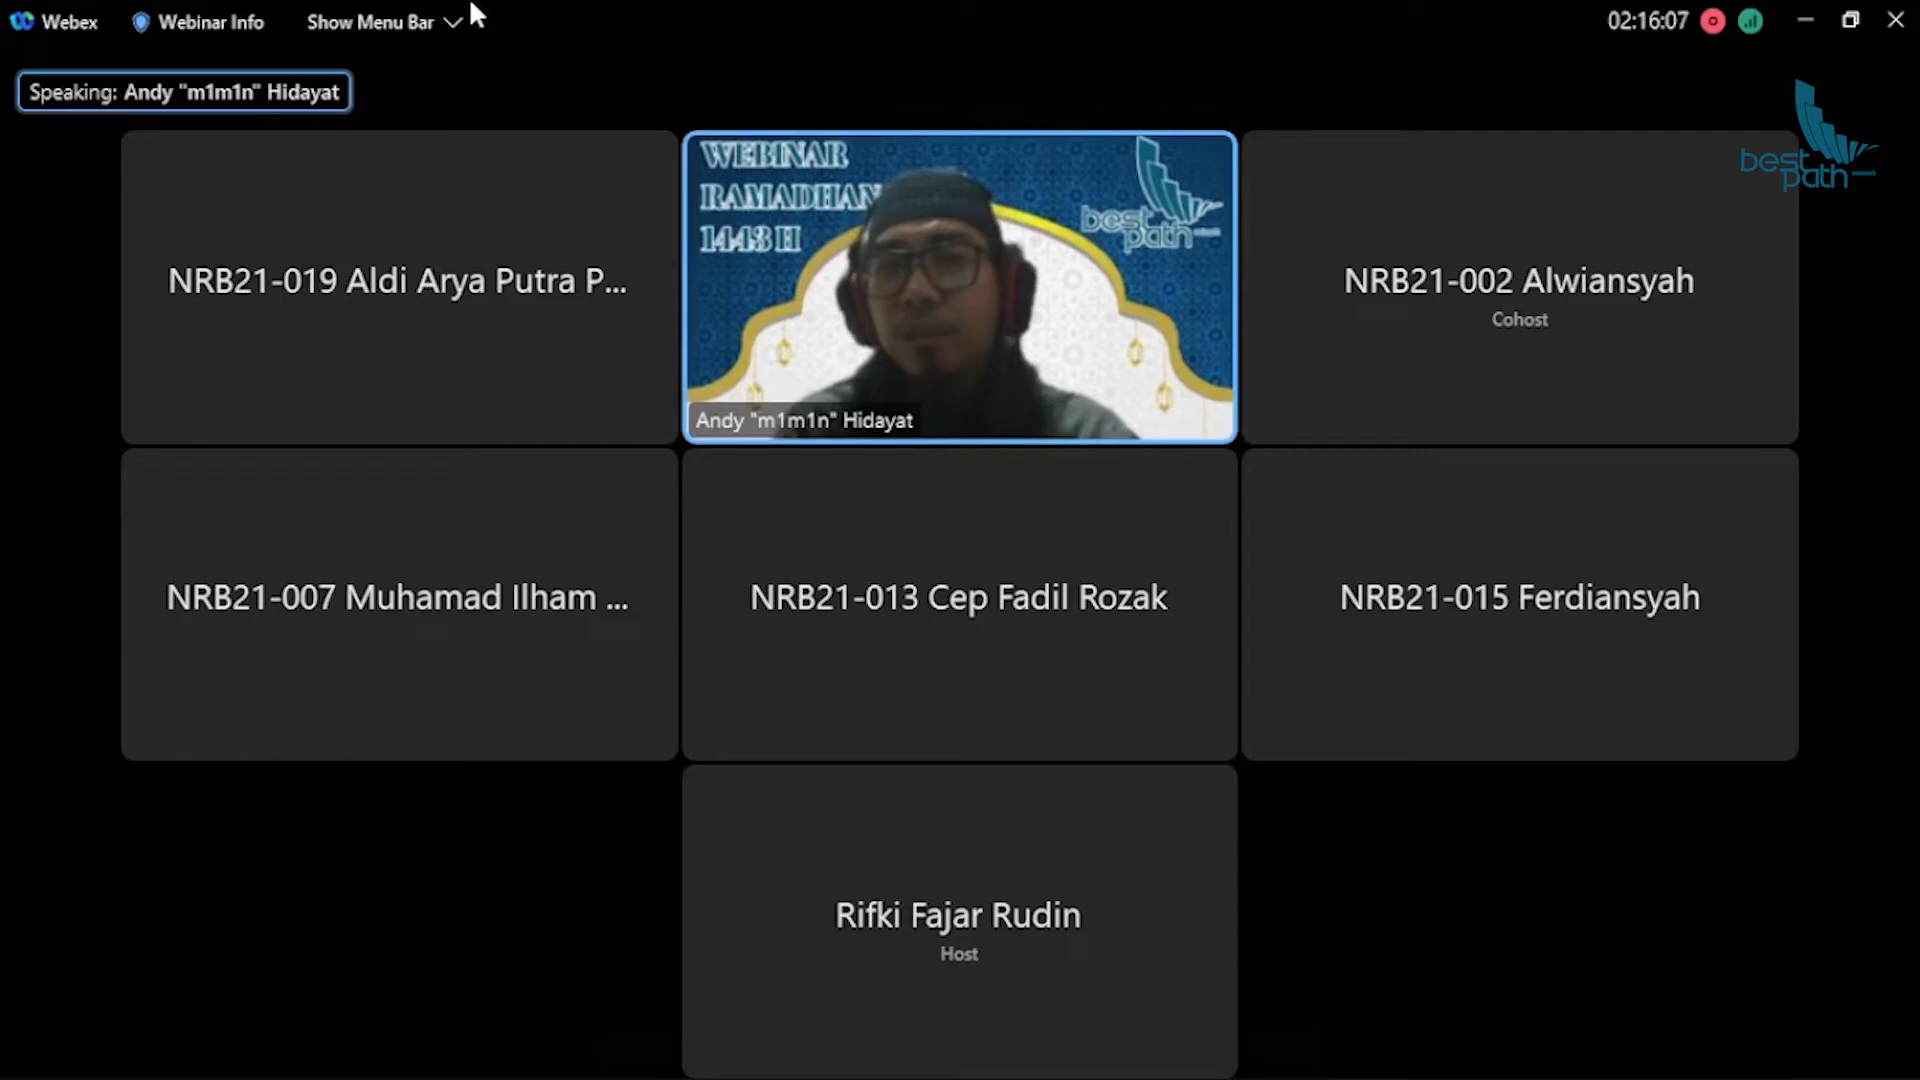 Webex
Webinar Info
Show Menu Bar
02:16:07
Speaking: Andy "m1m1n" Hidayat
best
path network
NRB21-019 Aldi Arya Putra P...
WEBINAR
RAMADHAN
1443 H
best
path
Andy "m1m1n" Hidayat
NRB21-002 Alwiansyah
Cohost
NRB21-007 Muhamad Ilham ...
NRB21-013 Cep Fadil Rozak
NRB21-015 Ferdiansyah
Rifki Fajar Rudin
Host